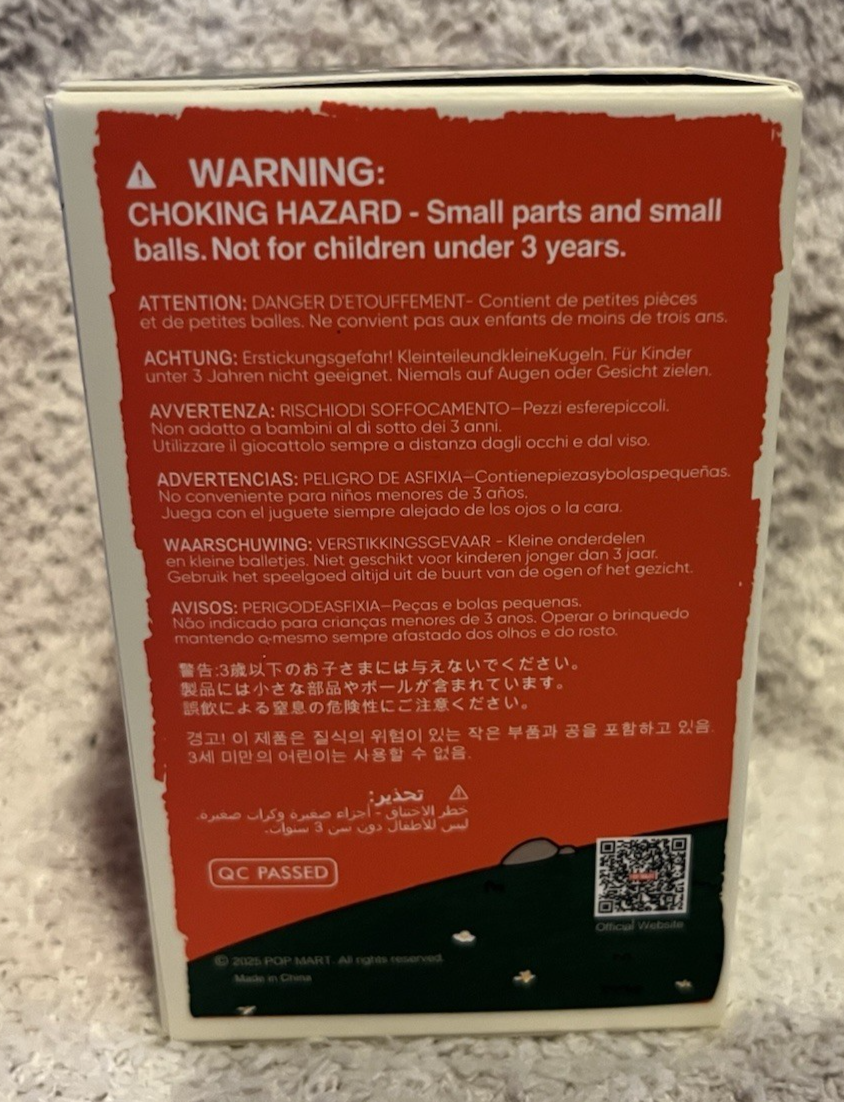 WARNING:
CHOKING HAZARD - Small parts and small
balls. Not for children under 3 years.
ATTENTION: DANGER D'ETOUFFEMENT- Contient de petites pièces
et de petites balles. Ne convient pas aux enfants de moins de trois ans.
ACHTUNG: Erstickungsgefahr! KleinteileundkleineKugeln. Für Kinder
unter 3 Jahren nicht geeignet. Niemals auf Augen oder Gesicht zielen.
AVVERTENZA: RISCHIODI SOFFOCAMENTO—Pezzi esferepiccoli.
Non adatto a bambini al di sotto dei 3 anni.
Utilizzare il giocattolo sempre a distanza dagli occhi e dal viso.
ADVERTENCIAS: PELIGRO DE ASFIXIA—Contienepiezasybolaspequeñas.
No conveniente para niños menores de 3 años.
Juega con el juguete siempre alejado de los ojos o la cara.
WAARSCHUWING: VERSTIKKINGSGEVAAR - Kleine onderdelen
en kleine balletjes. Niet geschikt voor kinderen jonger dan 3 jaar.
Gebruik het speelgoed altijd uit de buurt van de ogen of het gezicht.
AVISOS: PERIGODEASFIXIA—Peças e bolas pequenas.
Não indicado para crianças menores de 3 anos. Operar o brinquedo
mantendo o-mesmo sempre afastado dos olhos e do rosto.
警告:3歳以下のお子さまには与えないでください。
製品には小さな部品やボールが含まれています。
誤飲による窒息の危険性にご注意ください。
경고! 이 제품은 질식의 위험이 있는 작은 부품과 공을 포함하고 있음.
3세 미만의 어린이는 사용할 수 없음.
تحذير:
خطر الاختناق - أجزاء صغيرة وكرات صغيرة.
ليس للأطفال دون سن 3 سنوات.
QC PASSED
Official Website
© 2025 POP MART. All rights reserved.
Made in China